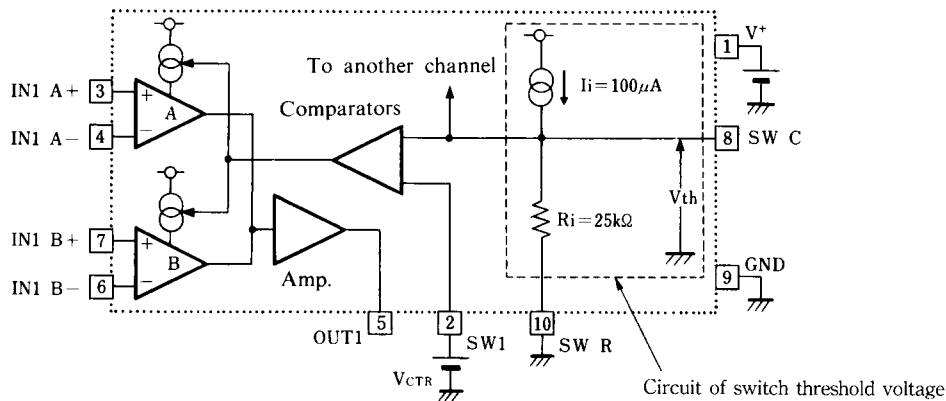 1 V⁺
To another channel
Ii=100μA
IN1 A+ 3
+
A
Comparators
IN1 A− 4
−
8 SW C
Vth
IN1 B+ 7
+
B
Ri=25kΩ
IN1 B− 6
−
Amp.
GND
9
5 2 10
OUT1 SW1 SW R
VCTR
Circuit of switch threshold voltage